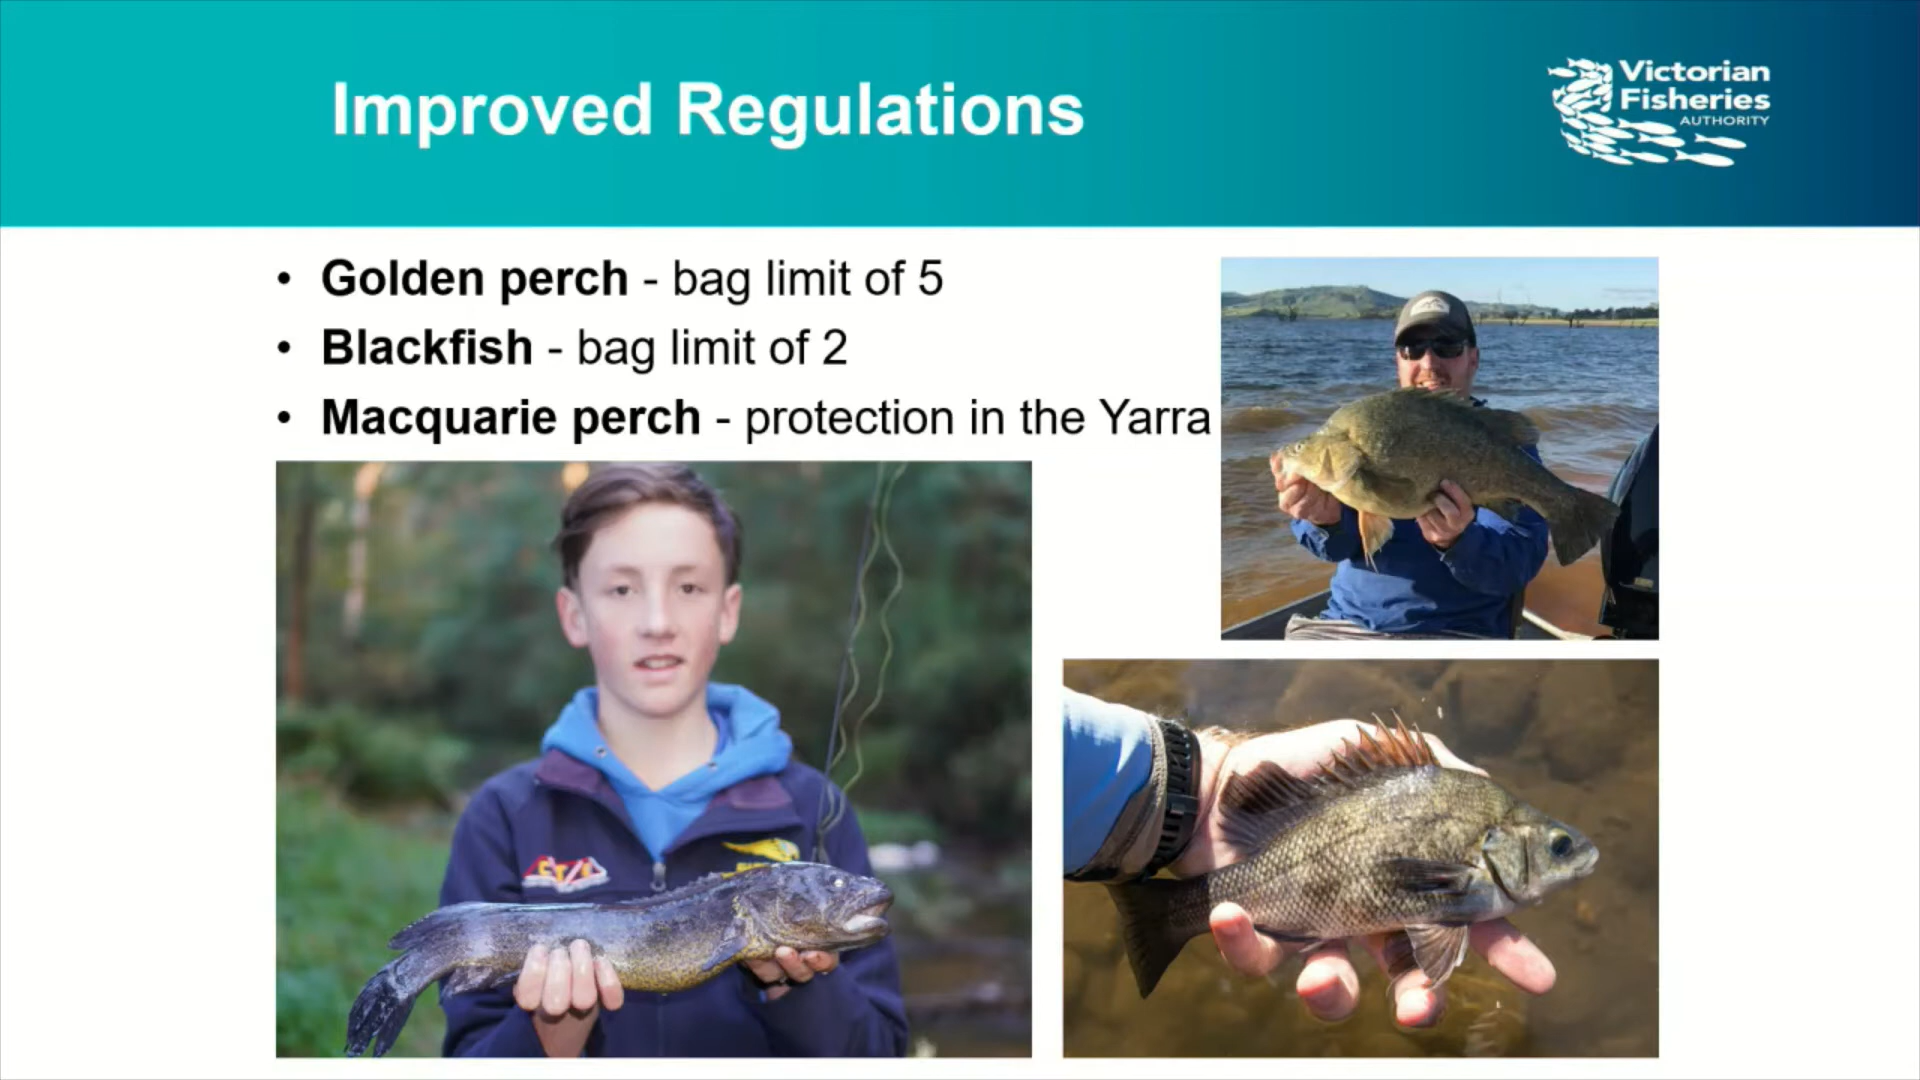 Improved Regulations
Victorian
Fisheries
AUTHORITY
• Golden perch - bag limit of 5
• Blackfish - bag limit of 2
• Macquarie perch - protection in the Yarra